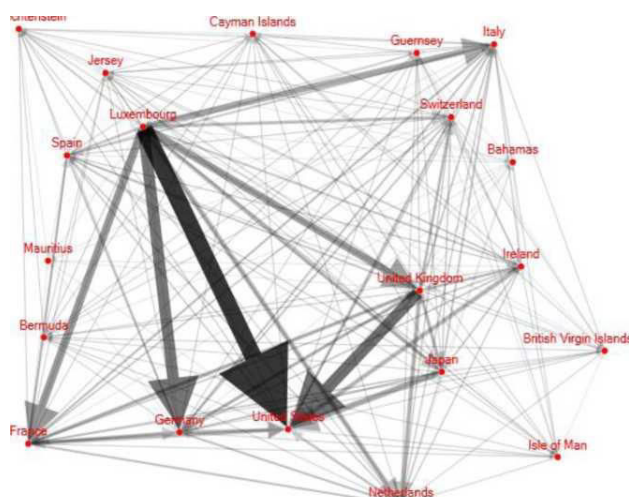 Cayman Islands
Guernsey
Italy
Jersey
Luxembourg
Switzerland
Spain
Bahamas
Mauritius
Ireland
United Kingdom
Bermuda
British Virgin Islands
Japan
France
Germany
United States
Isle of Man
Netherlands